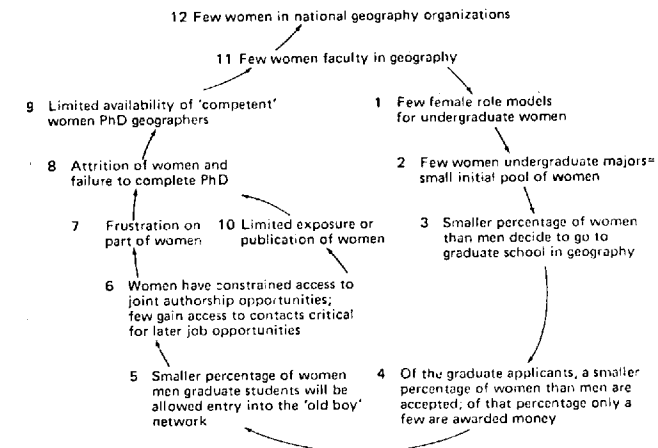 12 Few women in national geography organizations
11 Few women faculty in geography
9 Limited availability of 'competent'
women PhD geographers
1 Few female role models
for undergraduate women
8 Attrition of women and
failure to complete PhD
2 Few women undergraduate majors=
small initial pool of women
7 Frustration on
part of women
10 Limited exposure or
publication of women
3 Smaller percentage of women
than men decide to go to
graduate school in geography
6 Women have constrained access to
joint authorship opportunities;
few gain access to contacts critical
for later job opportunities
5 Smaller percentage of women
men graduate students will be
allowed entry into the 'old boy'
network
4 Of the graduate applicants, a smaller
percentage of women than men are
accepted; of that percentage only a
few are awarded money